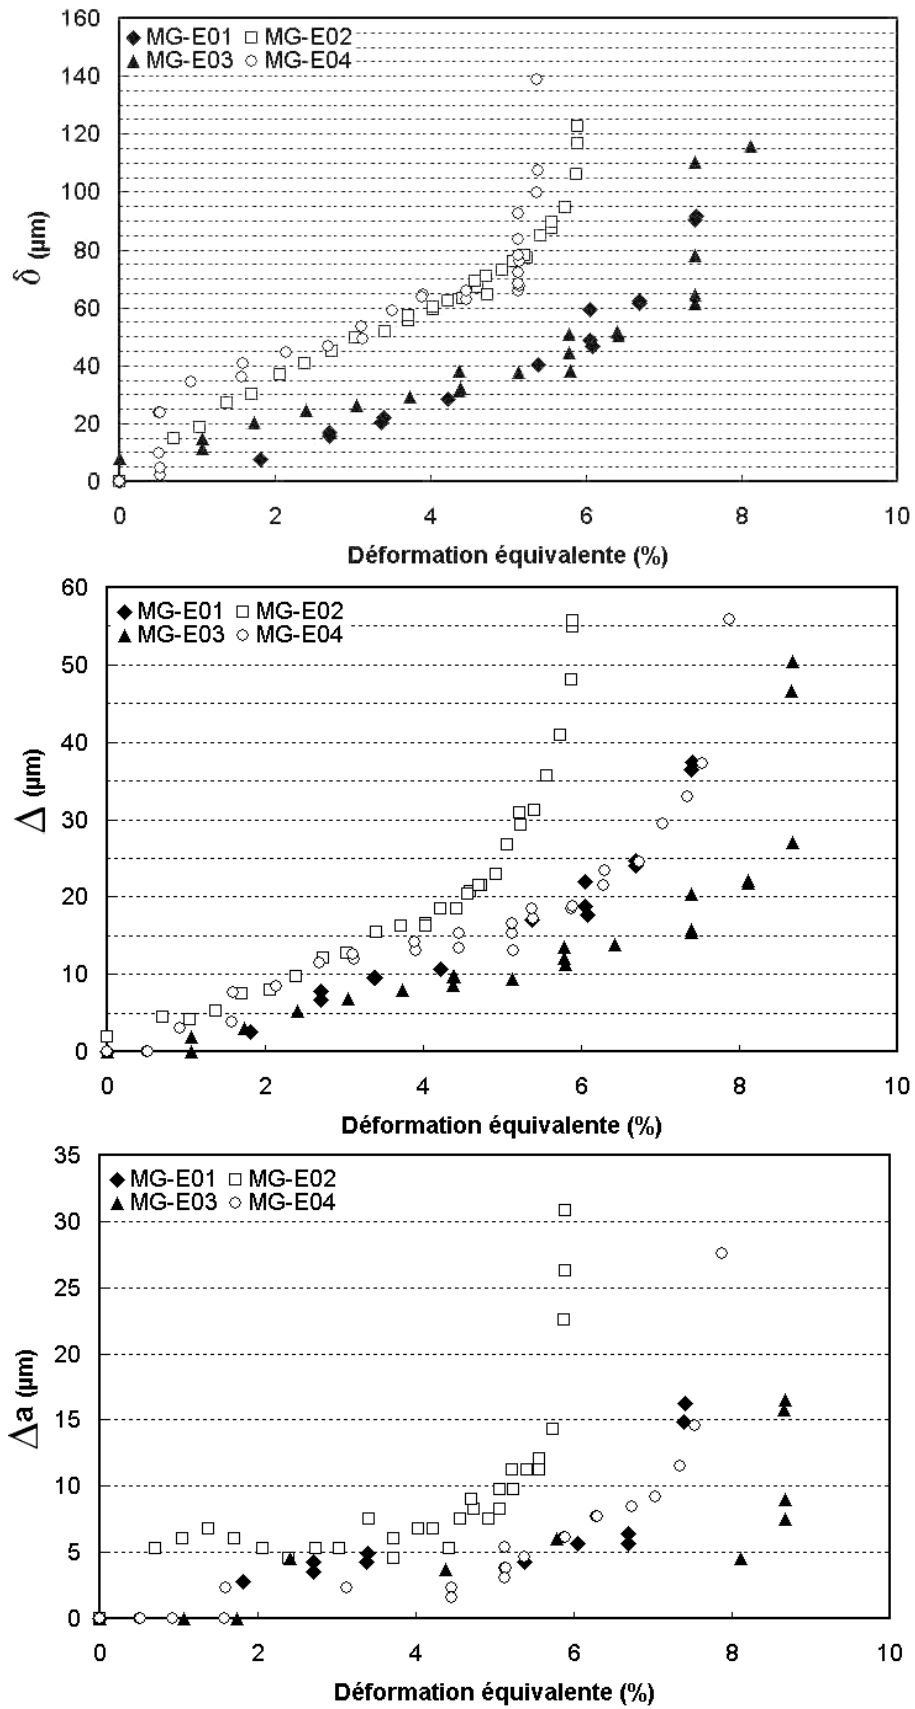 160
◆ MG-E01 □ MG-E02
▲ MG-E03 ○ MG-E04
140
120
100
80
60
40
20
0
δ (µm)
0 2 4 6 8 10
Déformation équivalente (%)
60
◆ MG-E01 □ MG-E02
▲ MG-E03 ○ MG-E04
50
40
30
20
10
0
Δ (µm)
0 2 4 6 8 10
Déformation équivalente (%)
35
◆ MG-E01 □ MG-E02
▲ MG-E03 ○ MG-E04
30
25
20
15
10
5
0
Δa (µm)
0 2 4 6 8 10
Déformation équivalente (%)